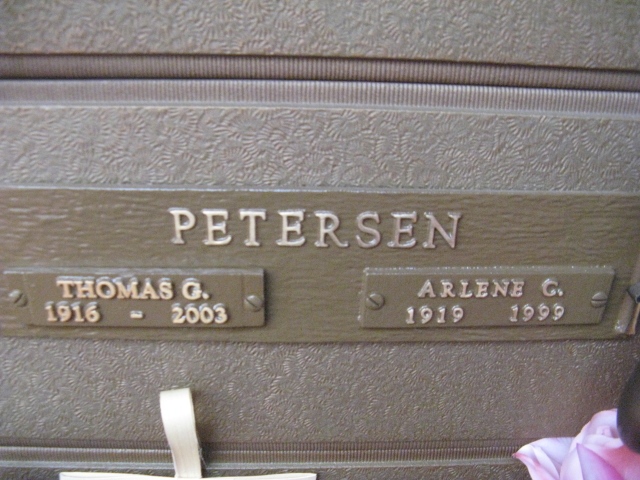 PETERSEN
THOMAS G.
1916 - 2003
ARLENE C.
1919 1999